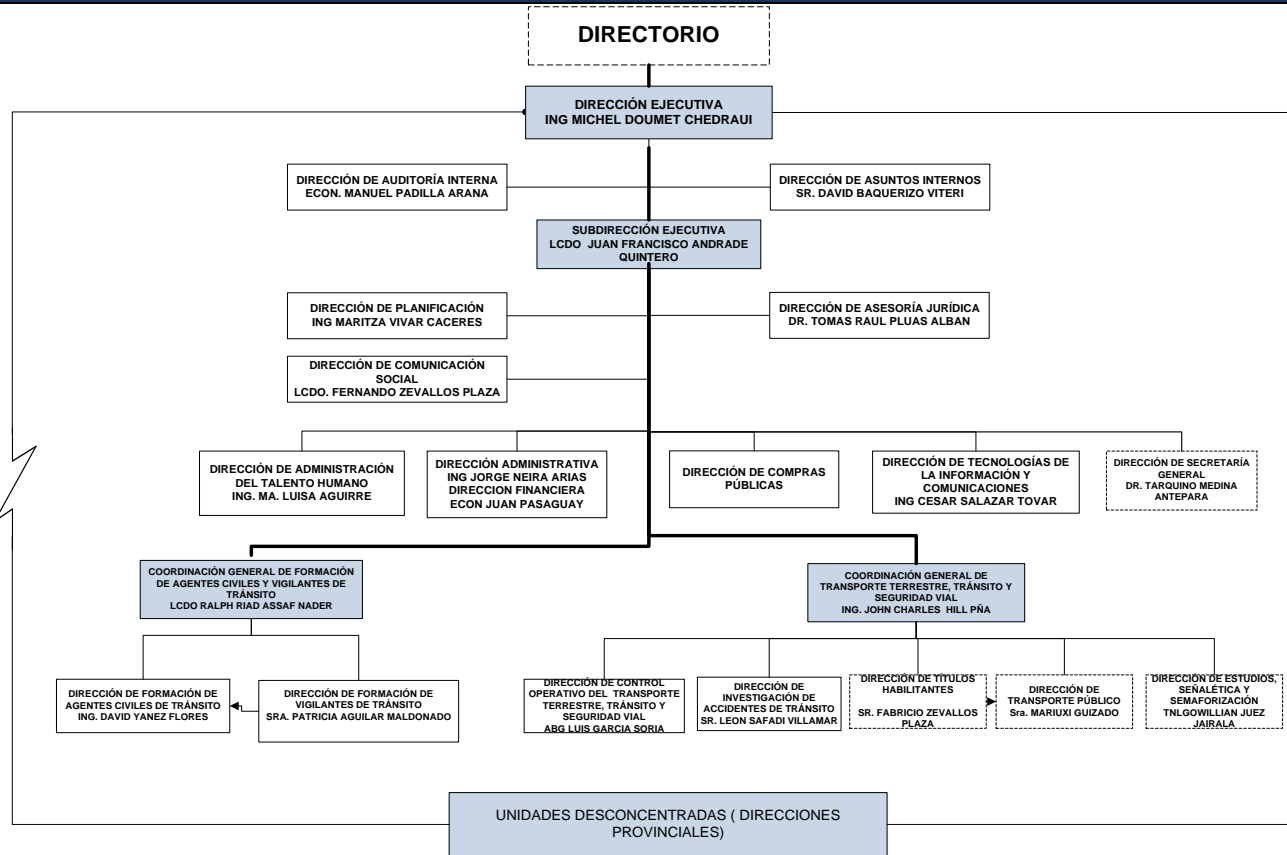 DIRECTORIO
DIRECCIÓN EJECUTIVA
ING MICHEL DOUMET CHEDRAUI
DIRECCIÓN DE AUDITORÍA INTERNA
ECON. MANUEL PADILLA ARANA
DIRECCIÓN DE ASUNTOS INTERNOS
SR. DAVID BAQUERIZO VITERI
SUBDIRECCIÓN EJECUTIVA
LCDO JUAN FRANCISCO ANDRADE
QUINTERO
DIRECCIÓN DE PLANIFICACIÓN
ING MARITZA VIVAR CACERES
DIRECCIÓN DE ASESORÍA JURÍDICA
DR. TOMAS RAUL PLUAS ALBAN
DIRECCIÓN DE COMUNICACIÓN
SOCIAL
LCDO. FERNANDO ZEVALLOS PLAZA
DIRECCIÓN DE ADMINISTRACIÓN
DEL TALENTO HUMANO
ING. MA. LUISA AGUIRRE
DIRECCIÓN ADMINISTRATIVA
ING JORGE NEIRA ARIAS
DIRECCION FINANCIERA
ECON JUAN PASAGUAY
DIRECCIÓN DE COMPRAS
PÚBLICAS
DIRECCIÓN DE TECNOLOGÍAS DE
LA INFORMACIÓN Y
COMUNICACIONES
ING CESAR SALAZAR TOVAR
DIRECCIÓN DE SECRETARÍA
GENERAL
DR. TARQUINO MEDINA
ANTEPARA
COORDINACIÓN GENERAL DE FORMACIÓN
DE AGENTES CIVILES Y VIGILANTES DE
TRÁNSITO
LCDO RALPH RIAD ASSAF NADER
COORDINACIÓN GENERAL DE
TRANSPORTE TERRESTRE, TRÁNSITO Y
SEGURIDAD VIAL
ING. JOHN CHARLES HILL PÑA
DIRECCIÓN DE FORMACIÓN DE
AGENTES CIVILES DE TRÁNSITO
ING. DAVID YANEZ FLORES
DIRECCIÓN DE FORMACIÓN DE
VIGILANTES DE TRÁNSITO
SRA. PATRICIA AGUILAR MALDONADO
DIRECCIÓN DE CONTROL
OPERATIVO DEL TRANSPORTE
TERRESTRE, TRÁNSITO Y
SEGURIDAD VIAL
ABG LUIS GARCIA SORIA
DIRECCIÓN DE
INVESTIGACIÓN DE
ACCIDENTES DE TRÁNSITO
SR. LEON SAFADI VILLAMAR
DIRECCIÓN DE TÍTULOS
HABILITANTES
SR. FABRICIO ZEVALLOS
PLAZA
DIRECCIÓN DE
TRANSPORTE PÚBLICO
Sra. MARIUXI GUIZADO
DIRECCIÓN DE ESTUDIOS,
SEÑALÉTICA Y
SEMAFORIZACIÓN
TNLGOWILLIAN JUEZ
JAIRALA
UNIDADES DESCONCENTRADAS ( DIRECCIONES
PROVINCIALES)